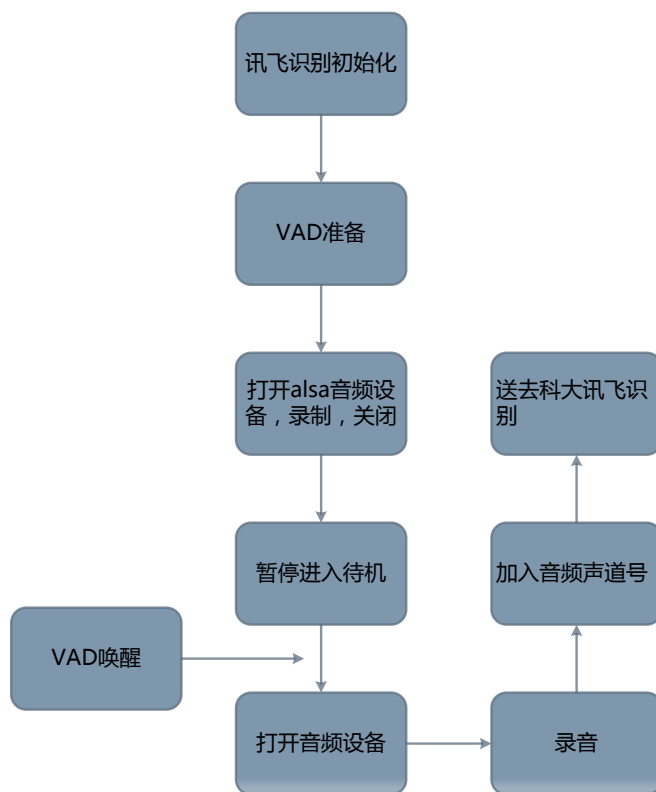 讯飞识别初始化
VAD准备
打开alsa音频设
备，录制，关闭
暂停进入待机
VAD唤醒
打开音频设备
录音
加入音频声道号
送去科大讯飞识
别